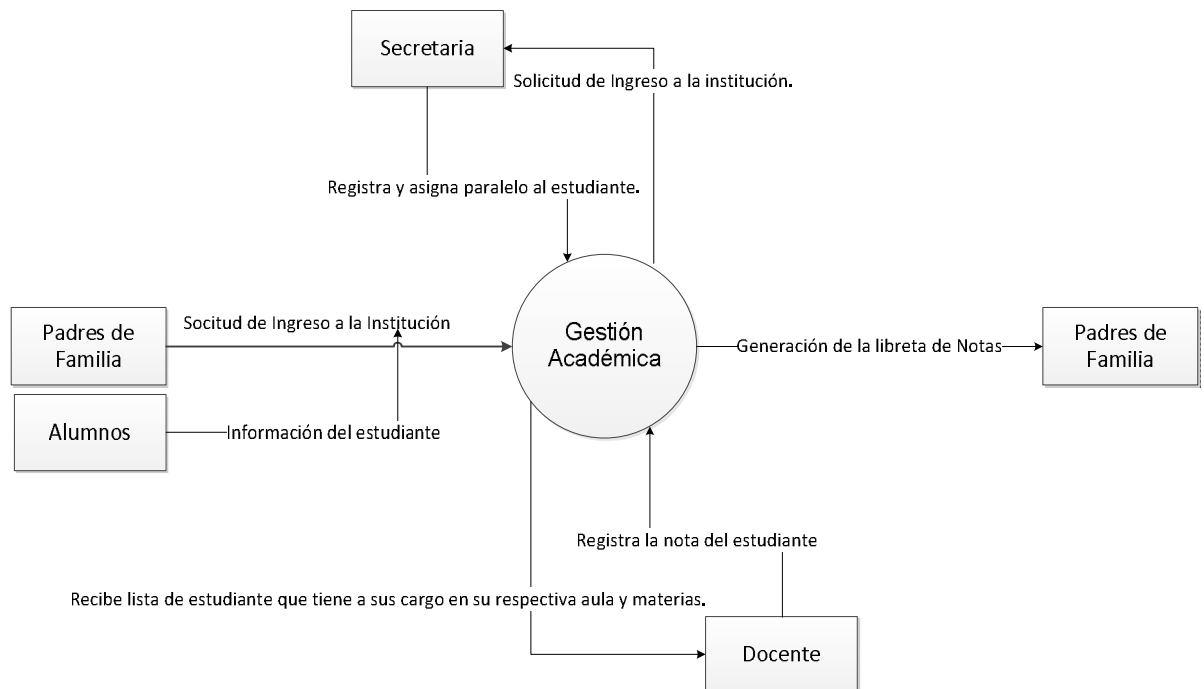 Secretaria
Solicitud de Ingreso a la institución.
Registra y asigna paralelo al estudiante.
Padres de
Familia
Socitud de Ingreso a la Institución
Gestión
Académica
Generación de la libreta de Notas
Padres de
Familia
Alumnos
Información del estudiante
Registra la nota del estudiante
Recibe lista de estudiante que tiene a sus cargo en su respectiva aula y materias.
Docente